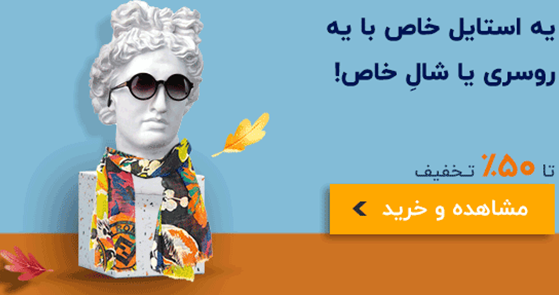 یه استایل خاص با یه
روسری یا شالِ خاص!
تا ۵۰٪ تخفیف
مشاهده و خرید